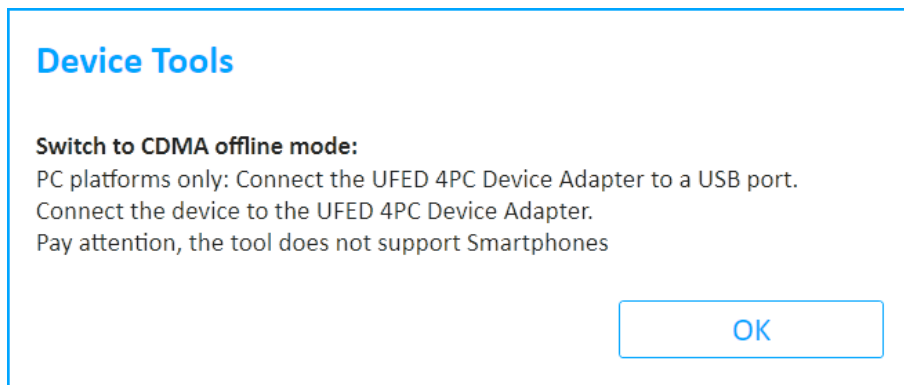 Device Tools
Switch to CDMA offline mode:
PC platforms only: Connect the UFED 4PC Device Adapter to a USB port.
Connect the device to the UFED 4PC Device Adapter.
Pay attention, the tool does not support Smartphones
OK